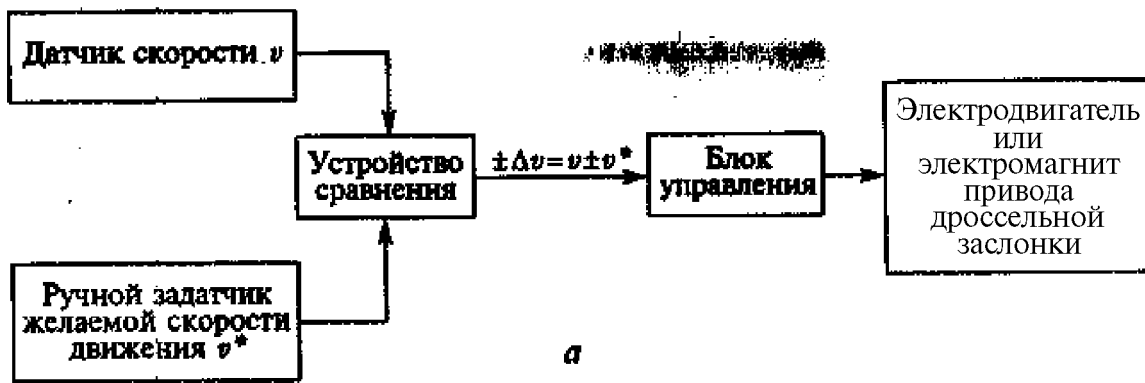 Датчик скорости v
Устройство
сравнения
±Δv=v±v*
Блок
управления
Электродвигатель
или
электромагнит
привода
дроссельной
заслонки
Ручной задатчик
желаемой скорости
движения v*
а